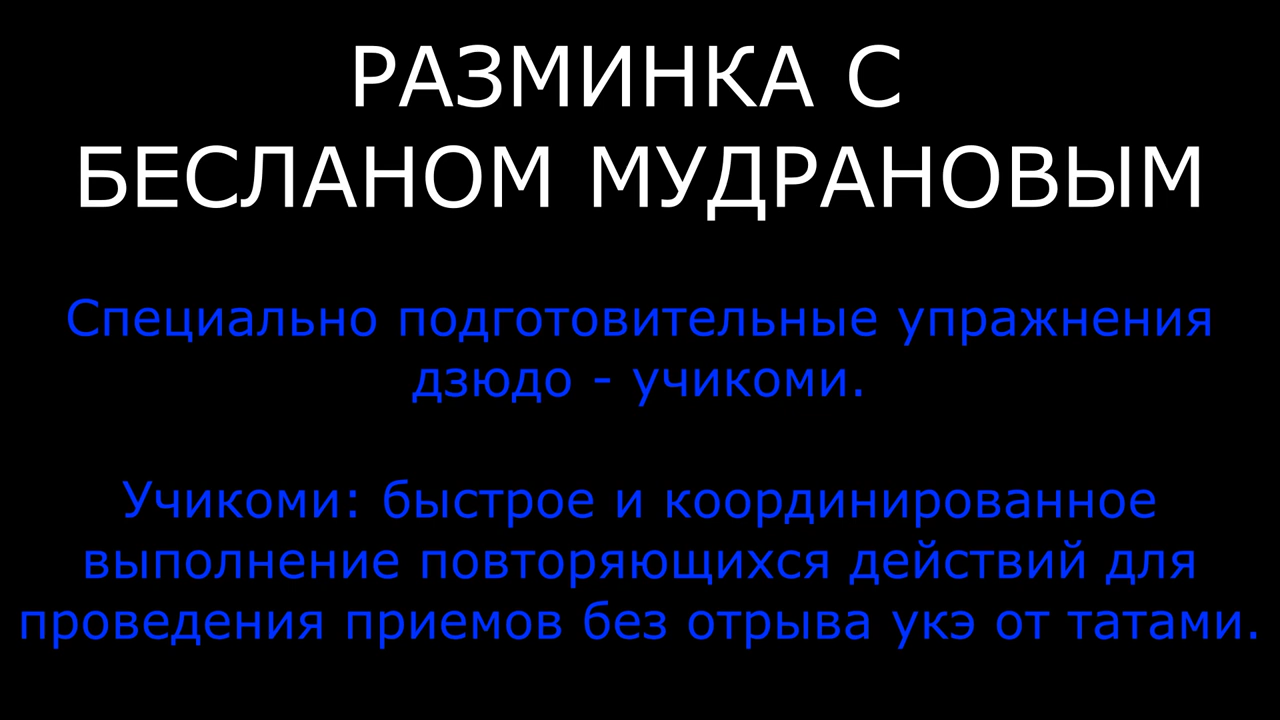 РАЗМИНКА С
БЕСЛАНОМ МУДРАНОВЫМ
Специально подготовительные упражнения
дзюдо - учикоми.
Учикоми: быстрое и координированное
выполнение повторяющихся действий для
проведения приемов без отрыва укэ от татами.